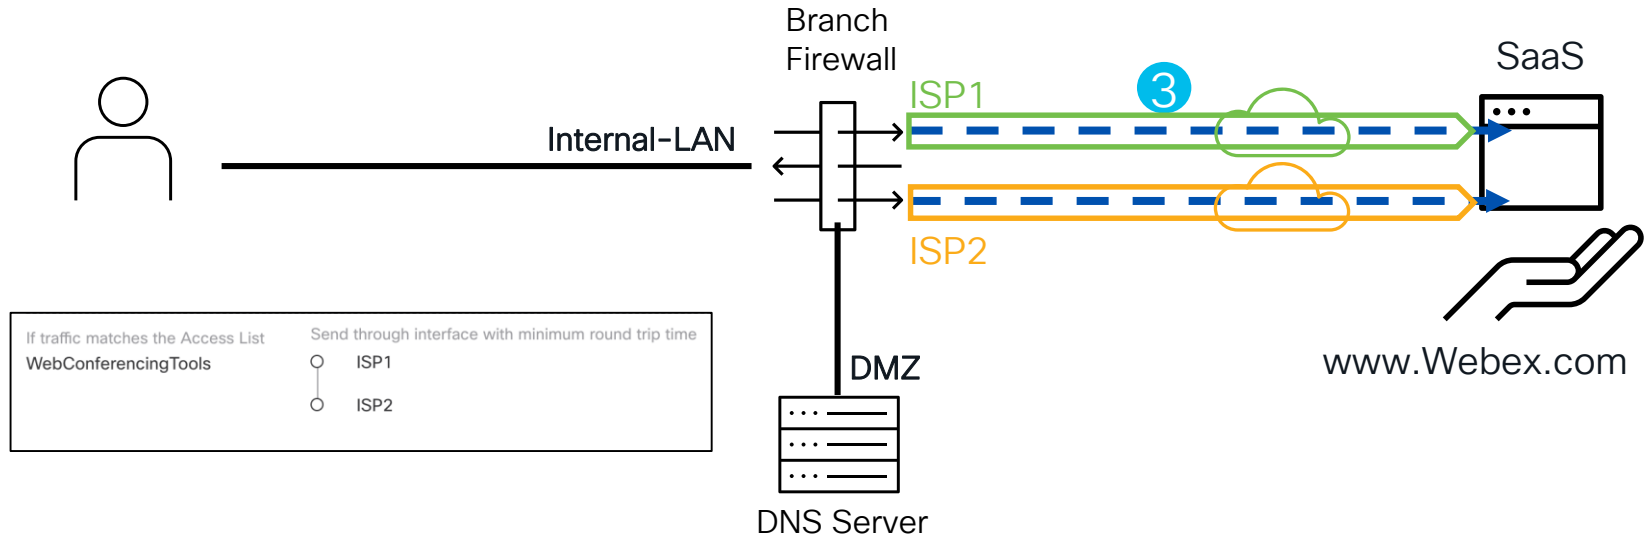 Branch
Firewall
SaaS
ISP1
3
Internal-LAN
ISP2
If traffic matches the Access List
Send through interface with minimum round trip time
WebConferencingTools
ISP1
ISP2
DMZ
www.Webex.com
DNS Server